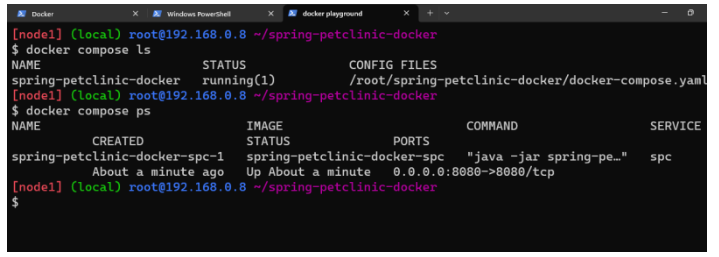 Docker Windows PowerShell docker playground
[node1] (local) root@192.168.0.8 ~/spring-petclinic-docker
$ docker compose ls
NAME STATUS CONFIG FILES
spring-petclinic-docker running(1) /root/spring-petclinic-docker/docker-compose.yaml
[node1] (local) root@192.168.0.8 ~/spring-petclinic-docker
$ docker compose ps
NAME IMAGE COMMAND SERVICE
CREATED STATUS PORTS
spring-petclinic-docker-spc-1 spring-petclinic-docker-spc "java -jar spring-pe…" spc
About a minute ago Up About a minute 0.0.0.0:8080->8080/tcp
[node1] (local) root@192.168.0.8 ~/spring-petclinic-docker
$